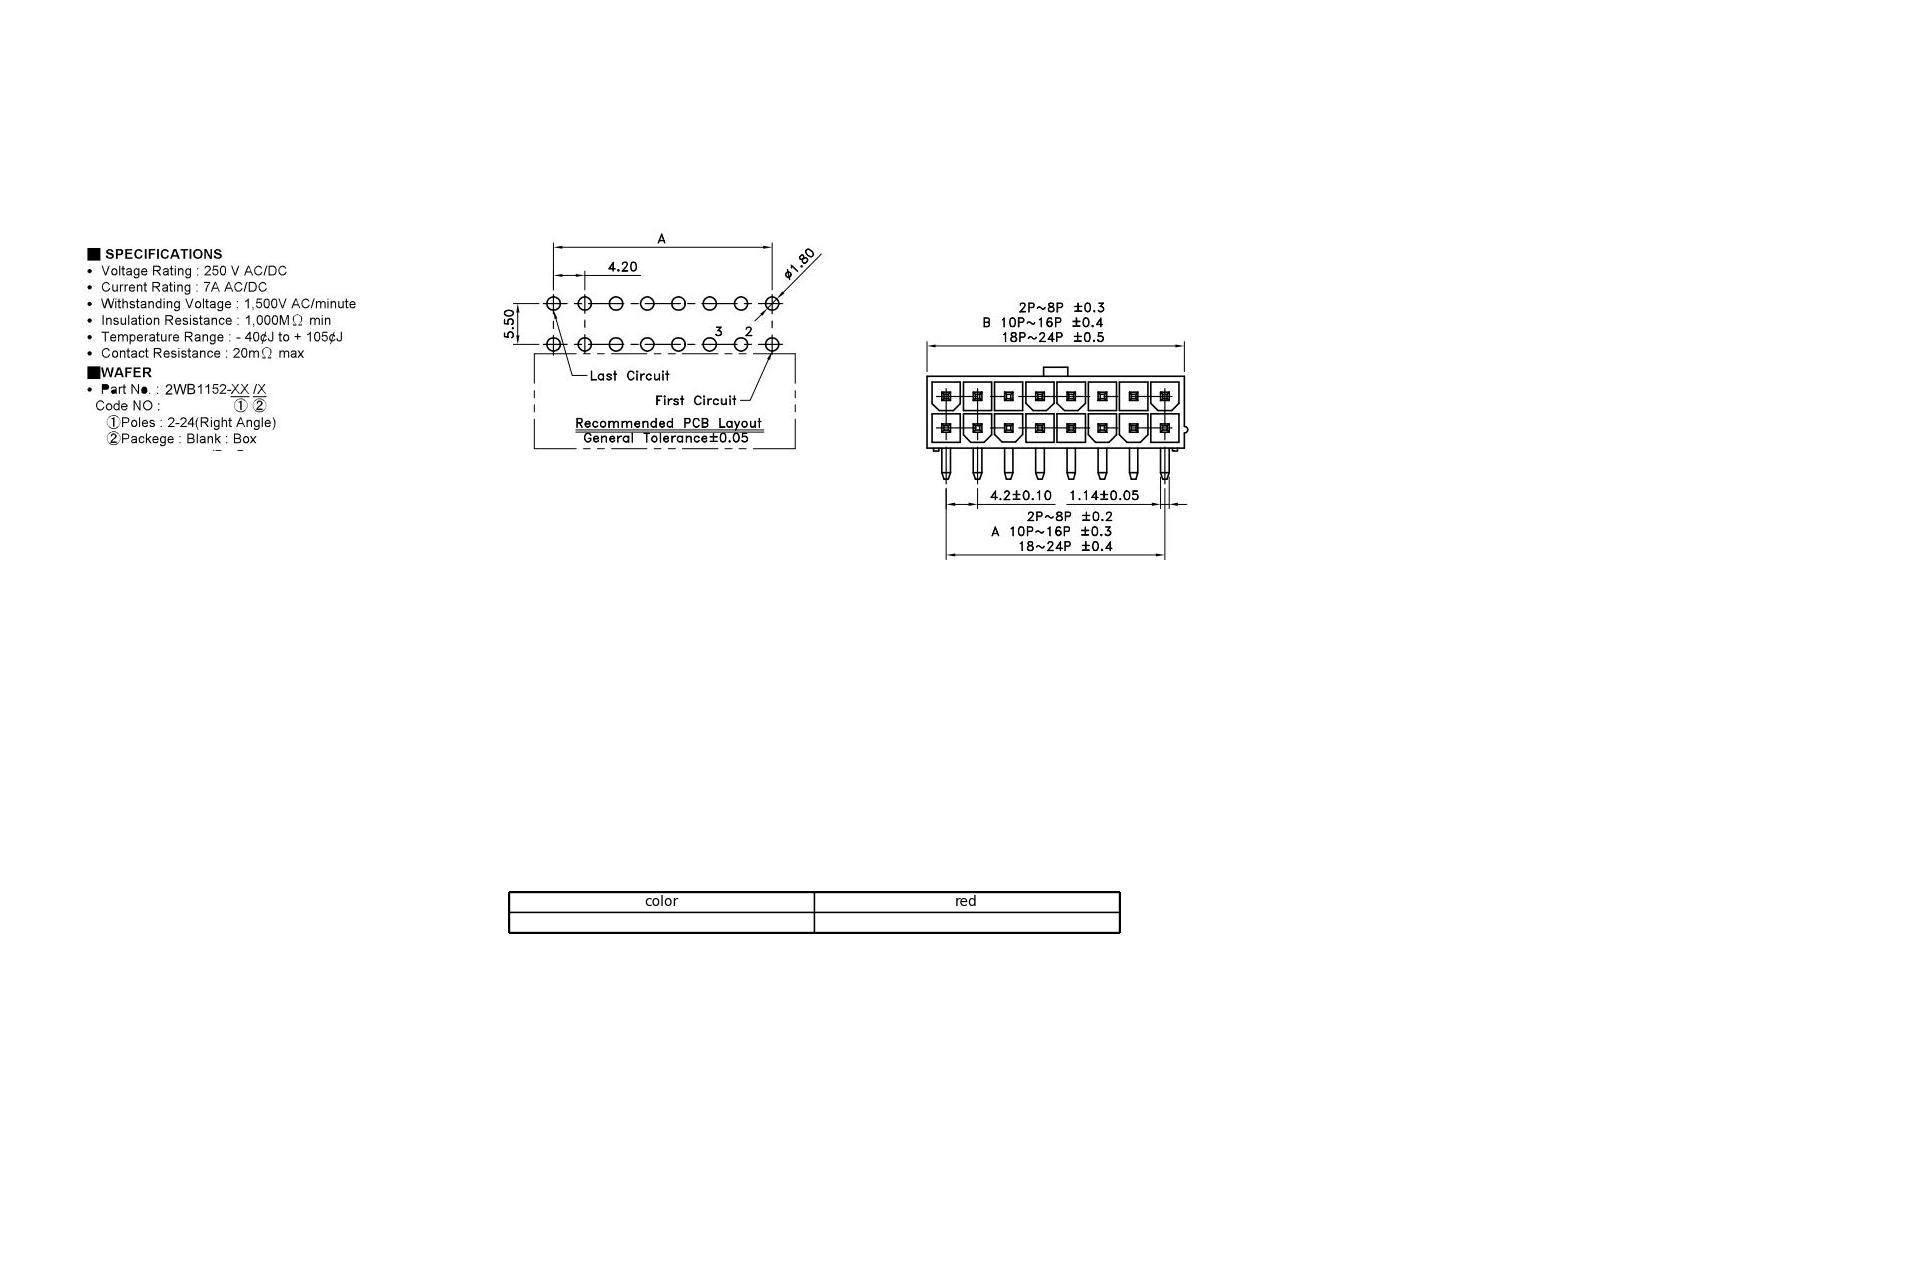 ■ SPECIFICATIONS
• Voltage Rating : 250 V AC/DC
• Current Rating : 7A AC/DC
• Withstanding Voltage : 1,500V AC/minute
• Insulation Resistance : 1,000MΩ min
• Temperature Range : - 40¢J to + 105¢J
• Contact Resistance : 20mΩ max
■WAFER
• Part No. : 2WB1152-XX /X
Code NO : ① ②
①Poles : 2-24(Right Angle)
②Packege : Blank : Box
A
4.20
ø1.80
5.50
3 2
Last Circuit
First Circuit
Recommended PCB Layout
General Tolerance±0.05
2P~8P ±0.3
B 10P~16P ±0.4
18P~24P ±0.5
4.2±0.10 1.14±0.05
2P~8P ±0.2
A 10P~16P ±0.3
18~24P ±0.4
color red